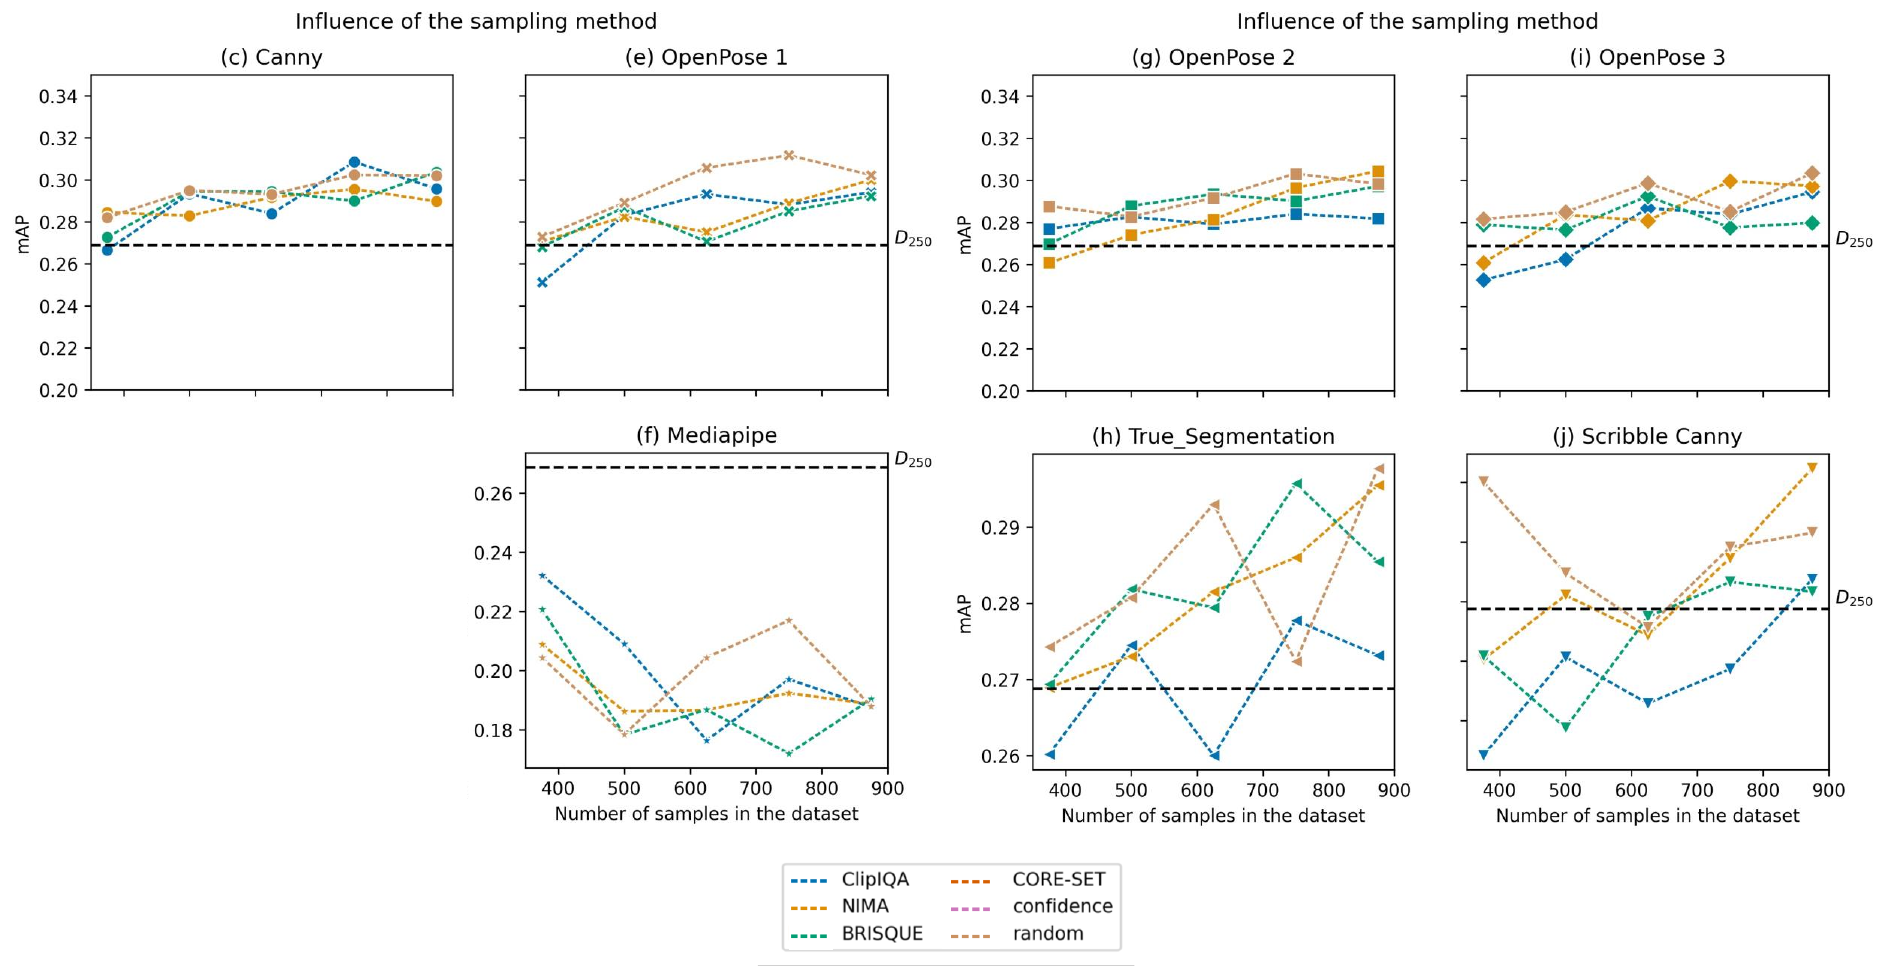 Influence of the sampling method
Influence of the sampling method
(c) Canny
(e) OpenPose 1
(g) OpenPose 2
(i) OpenPose 3
mAP
0.34
0.32
0.30
0.28
0.26
0.24
0.22
0.20
D250
mAP
0.34
0.32
0.30
0.28
0.26
0.24
0.22
0.20
D250
(f) Mediapipe
D250
0.26
0.24
0.22
0.20
0.18
400 500 600 700 800 900
Number of samples in the dataset
(h) True_Segmentation
mAP
0.29
0.28
0.27
0.26
400 500 600 700 800 900
Number of samples in the dataset
(j) Scribble Canny
D250
400 500 600 700 800 900
Number of samples in the dataset
ClipIQA
NIMA
BRISQUE
CORE-SET
confidence
random